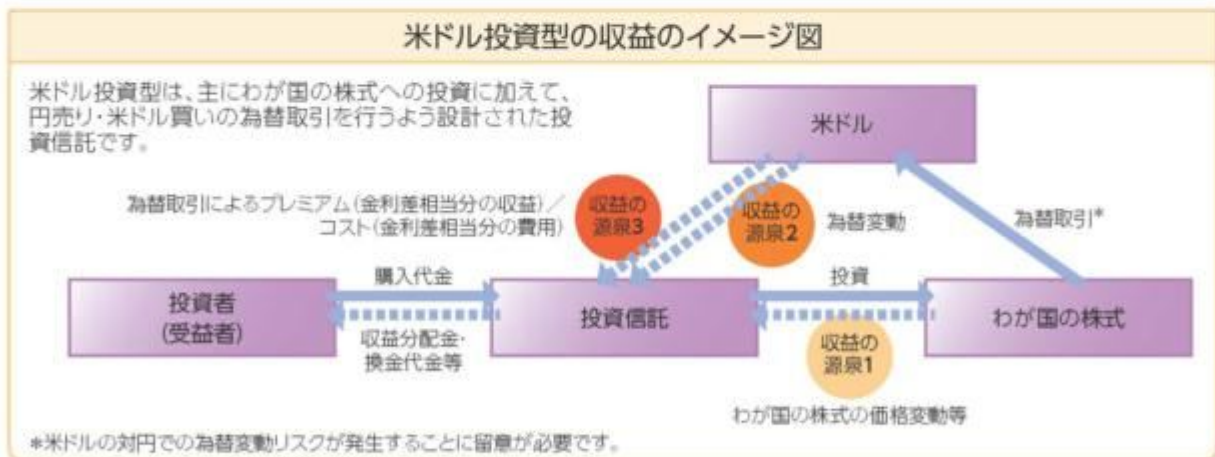 米ドル投資型の収益のイメージ図
米ドル投資型は、主にわが国の株式への投資に加えて、
円売り・米ドル買いの為替取引を行うよう設計された投
資信託です。
米ドル
為替取引によるプレミアム(金利差相当分の収益)／
コスト(金利差相当分の費用)
収益の
源泉3
収益の
源泉2
為替変動
為替取引*
購入代金
投資
投資者
(受益者)
投資信託
わが国の株式
収益分配金・
換金代金等
収益の
源泉1
わが国の株式の価格変動等
*米ドルの対円での為替変動リスクが発生することに留意が必要です。